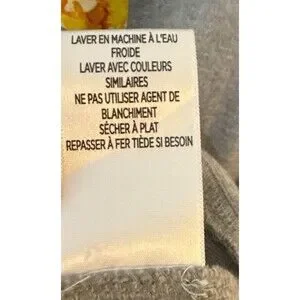 LAVER EN MACHINE À L'EAU
FROIDE
LAVER AVEC COULEURS
SIMILAIRES
NE PAS UTILISER AGENT DE
BLANCHIMENT
SÉCHER À PLAT
REPASSER À FER TIÈDE SI BESOIN